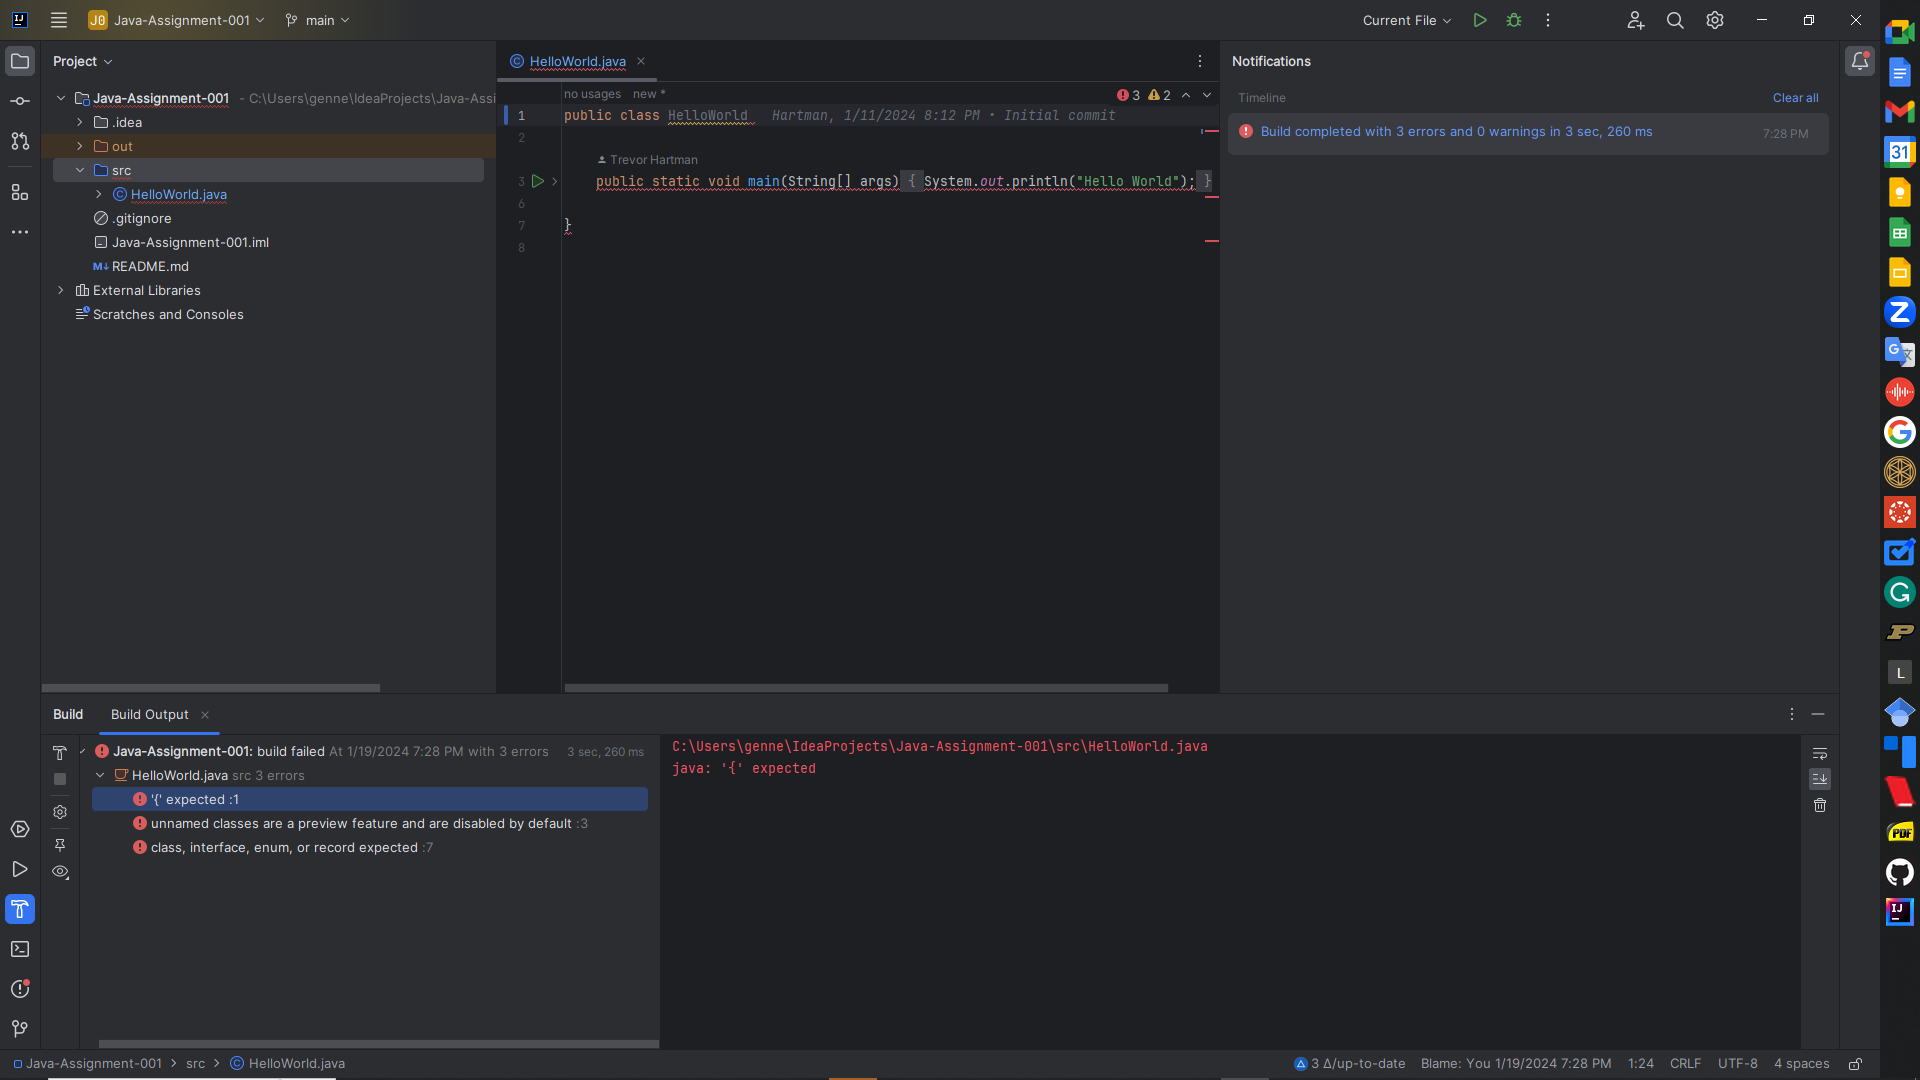 J0 Java-Assignment-001 main Current File
Project
Java-Assignment-001 - C:\Users\genne\IdeaProjects\Java-Assi
.idea
out
src
HelloWorld.java
.gitignore
Java-Assignment-001.iml
M↓ README.md
External Libraries
Scratches and Consoles
HelloWorld.java
no usages new *
3 2
1 public class HelloWorld Hartman, 1/11/2024 8:12 PM • Initial commit
2
Trevor Hartman
3 public static void main(String[] args) { System.out.println("Hello World"); }
6
7 }
8
Notifications
Timeline Clear all
Build completed with 3 errors and 0 warnings in 3 sec, 260 ms 7:28 PM
Build Build Output
Java-Assignment-001: build failed At 1/19/2024 7:28 PM with 3 errors 3 sec, 260 ms
HelloWorld.java src 3 errors
'{' expected :1
unnamed classes are a preview feature and are disabled by default :3
class, interface, enum, or record expected :7
C:\Users\genne\IdeaProjects\Java-Assignment-001\src\HelloWorld.java
java: '{' expected
Java-Assignment-001 > src > HelloWorld.java
3 Δ/up-to-date Blame: You 1/19/2024 7:28 PM 1:24 CRLF UTF-8 4 spaces
31
L
PDF
IJ